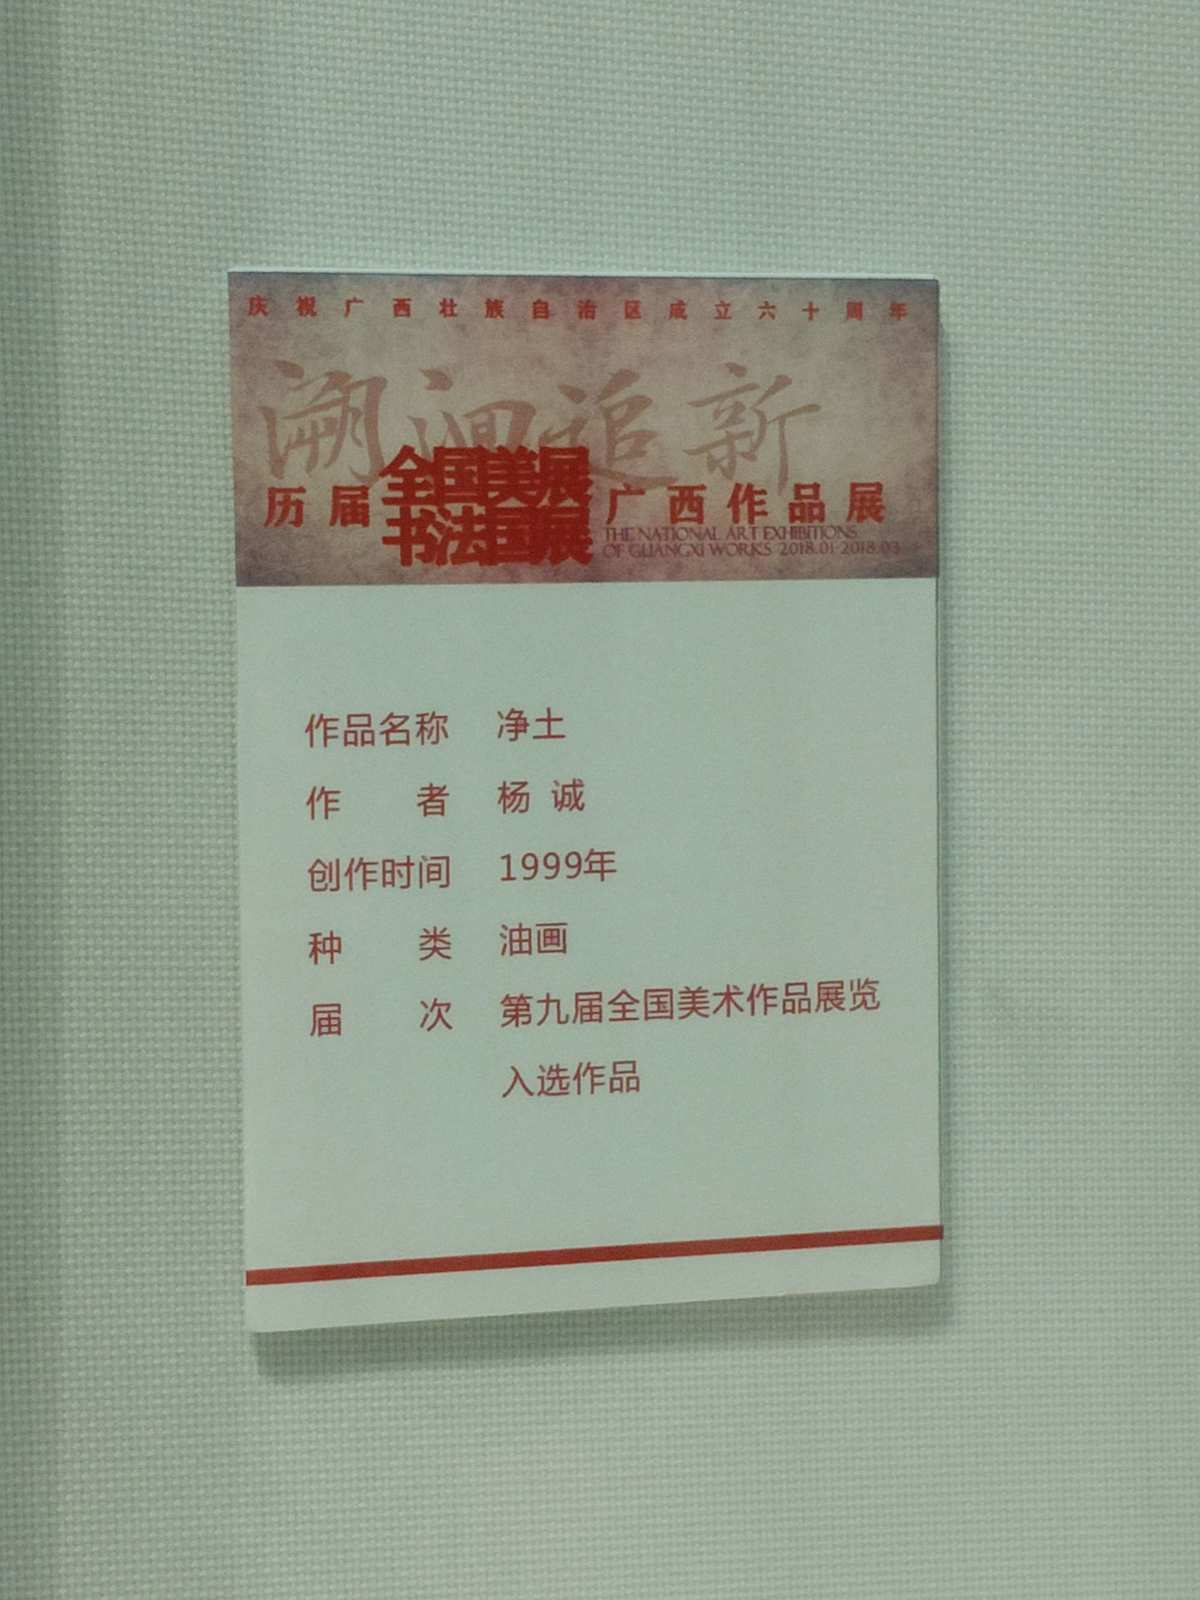 庆祝广西壮族自治区成立六十周年
溯洄追新
历届全国美展书法国展广西作品展
THE NATIONAL ART EXHIBITIONS
OF GUANGXI WORKS 2018.01-2018.03
作品名称 净土
作者 杨诚
创作时间 1999年
种类 油画
届次 第九届全国美术作品展览
入选作品